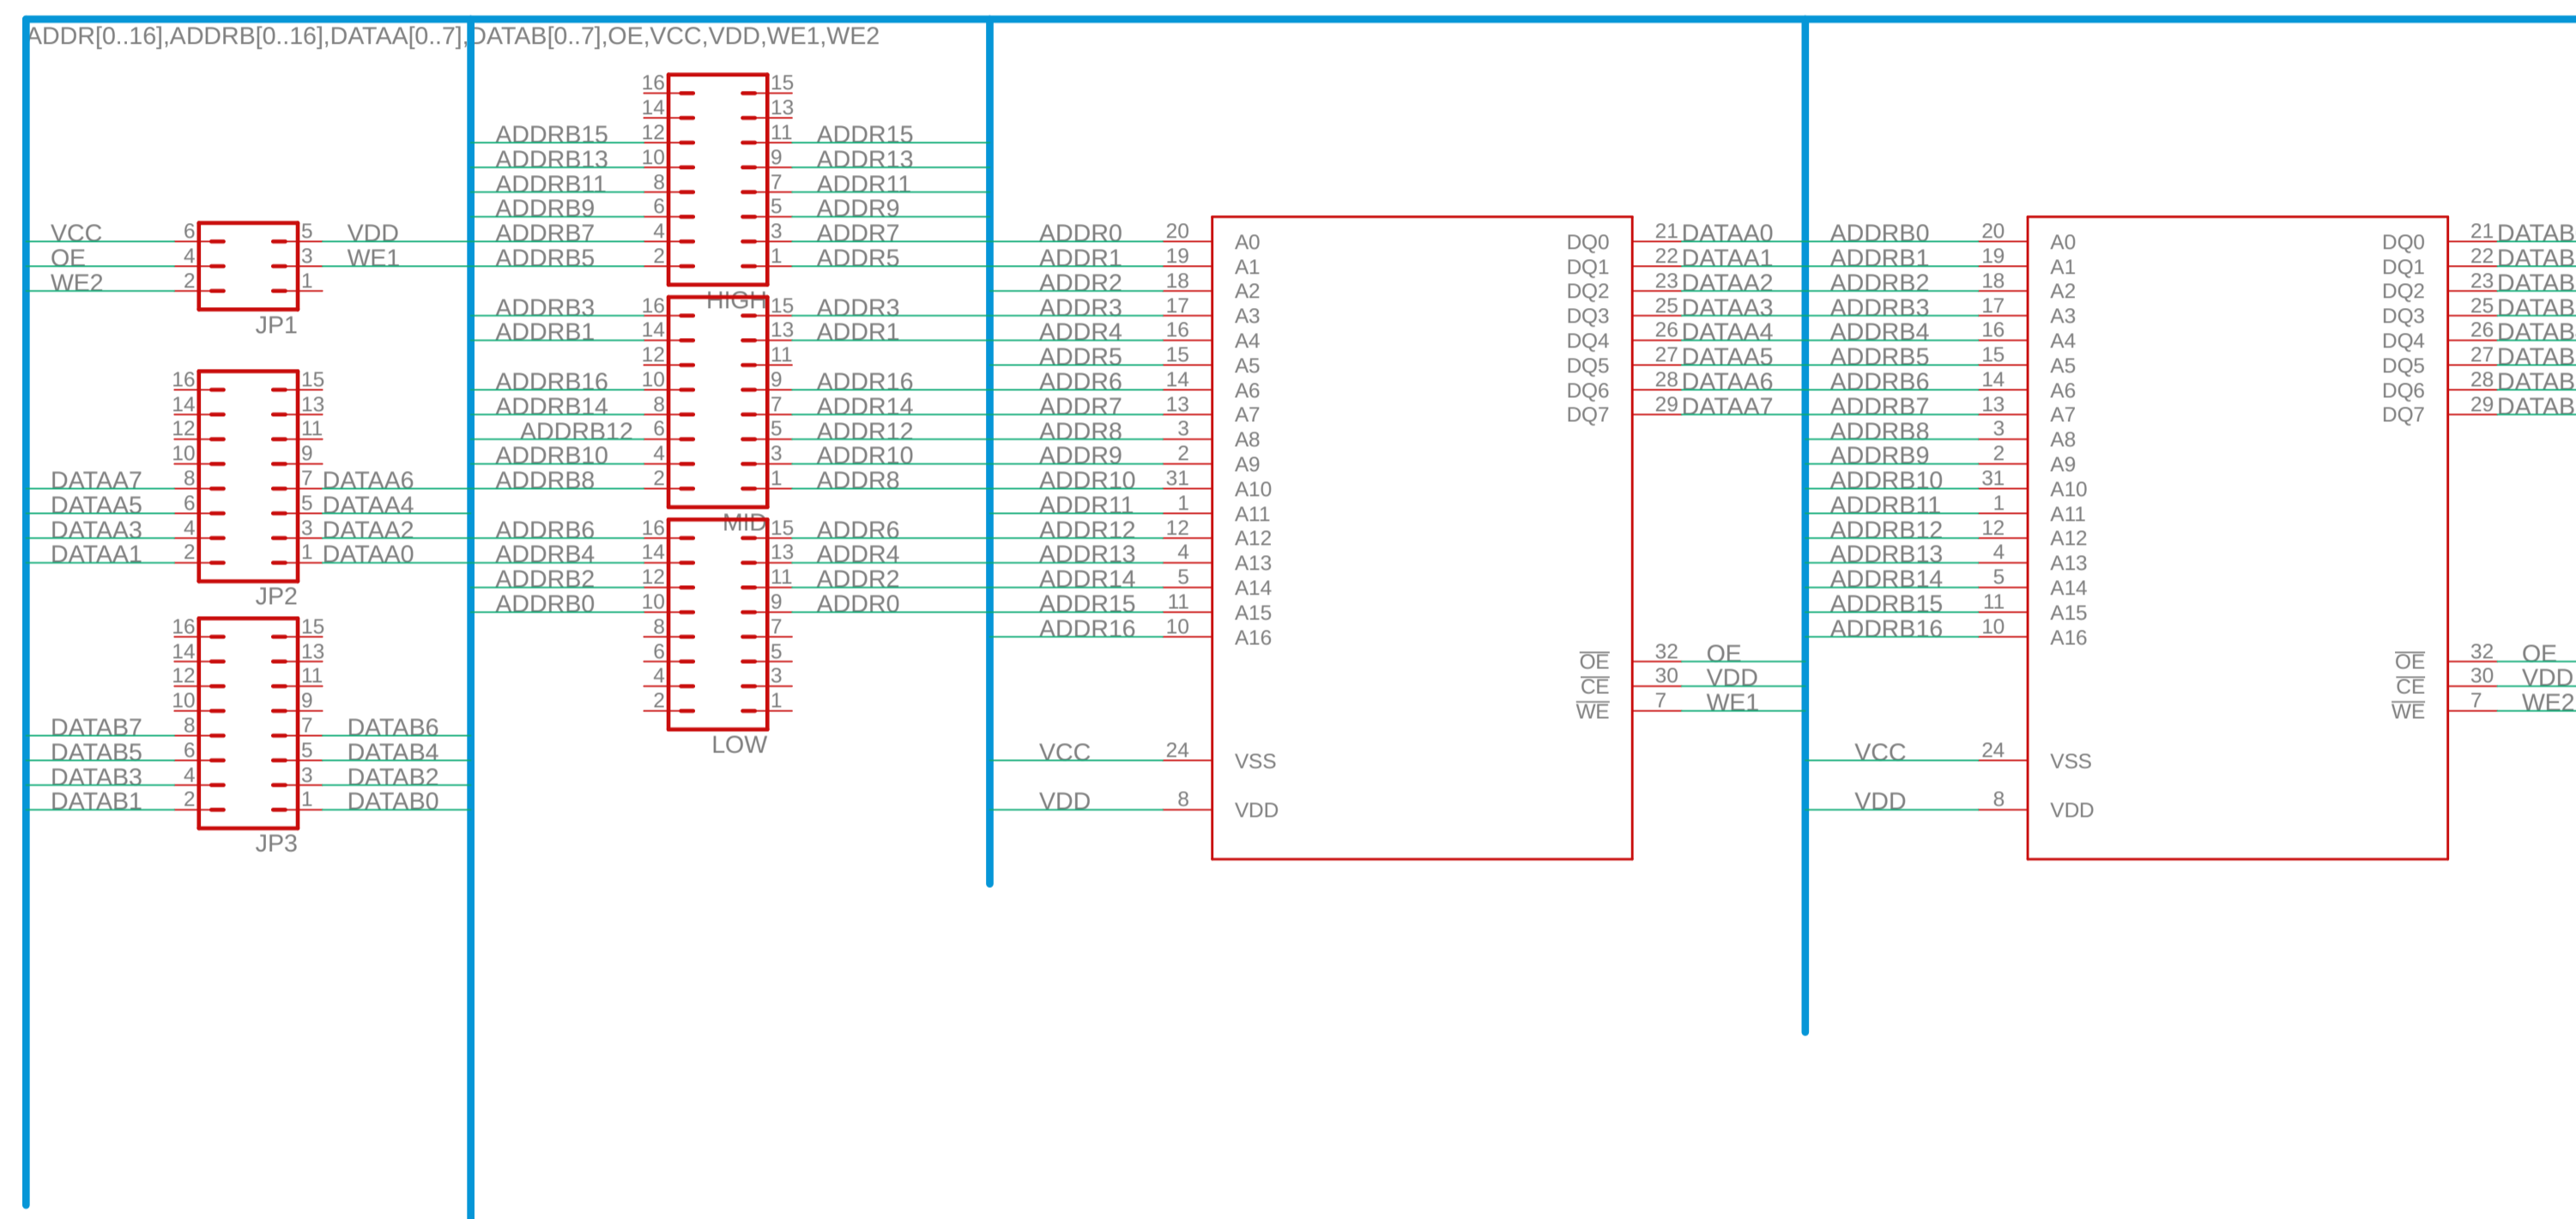 ADDR[0..16],ADDRB[0..16],DATAA[0..7],DATAB[0..7],OE,VCC,VDD,WE1,WE2
VCC 6 5 VDD
OE 4 3 WE1
WE2 2 1
JP1
16 15
14 13
12 11
10 9
DATAA7 8 7 DATAA6
DATAA5 6 5 DATAA4
DATAA3 4 3 DATAA2
DATAA1 2 1 DATAA0
JP2
16 15
14 13
12 11
10 9
DATAB7 8 7 DATAB6
DATAB5 6 5 DATAB4
DATAB3 4 3 DATAB2
DATAB1 2 1 DATAB0
JP3
16 15
14 13
ADDRB15 12 11 ADDR15
ADDRB13 10 9 ADDR13
ADDRB11 8 7 ADDR11
ADDRB9 6 5 ADDR9
ADDRB7 4 3 ADDR7
ADDRB5 2 1 ADDR5
HIGH
ADDRB3 16 15 ADDR3
ADDRB1 14 13 ADDR1
12 11
ADDRB16 10 9 ADDR16
ADDRB14 8 7 ADDR14
ADDRB12 6 5 ADDR12
ADDRB10 4 3 ADDR10
ADDRB8 2 1 ADDR8
MID
ADDRB6 16 15 ADDR6
ADDRB4 14 13 ADDR4
ADDRB2 12 11 ADDR2
ADDRB0 10 9 ADDR0
8 7
6 5
4 3
2 1
LOW
ADDR0 20 A0 DQ0 21 DATAA0
ADDR1 19 A1 DQ1 22 DATAA1
ADDR2 18 A2 DQ2 23 DATAA2
ADDR3 17 A3 DQ3 25 DATAA3
ADDR4 16 A4 DQ4 26 DATAA4
ADDR5 15 A5 DQ5 27 DATAA5
ADDR6 14 A6 DQ6 28 DATAA6
ADDR7 13 A7 DQ7 29 DATAA7
ADDR8 3 A8
ADDR9 2 A9
ADDR10 31 A10
ADDR11 1 A11
ADDR12 12 A12
ADDR13 4 A13
ADDR14 5 A14
ADDR15 11 A15
ADDR16 10 A16
OE 32 OE
CE 30 VDD
WE 7 WE1
VCC 24 VSS
VDD 8 VDD
ADDRB0 20 A0 DQ0 21 DATAB
ADDRB1 19 A1 DQ1 22 DATAB
ADDRB2 18 A2 DQ2 23 DATAB
ADDRB3 17 A3 DQ3 25 DATAB
ADDRB4 16 A4 DQ4 26 DATAB
ADDRB5 15 A5 DQ5 27 DATAB
ADDRB6 14 A6 DQ6 28 DATAB
ADDRB7 13 A7 DQ7 29 DATAB
ADDRB8 3 A8
ADDRB9 2 A9
ADDRB10 31 A10
ADDRB11 1 A11
ADDRB12 12 A12
ADDRB13 4 A13
ADDRB14 5 A14
ADDRB15 11 A15
ADDRB16 10 A16
OE 32 OE
CE 30 VDD
WE 7 WE2
VCC 24 VSS
VDD 8 VDD